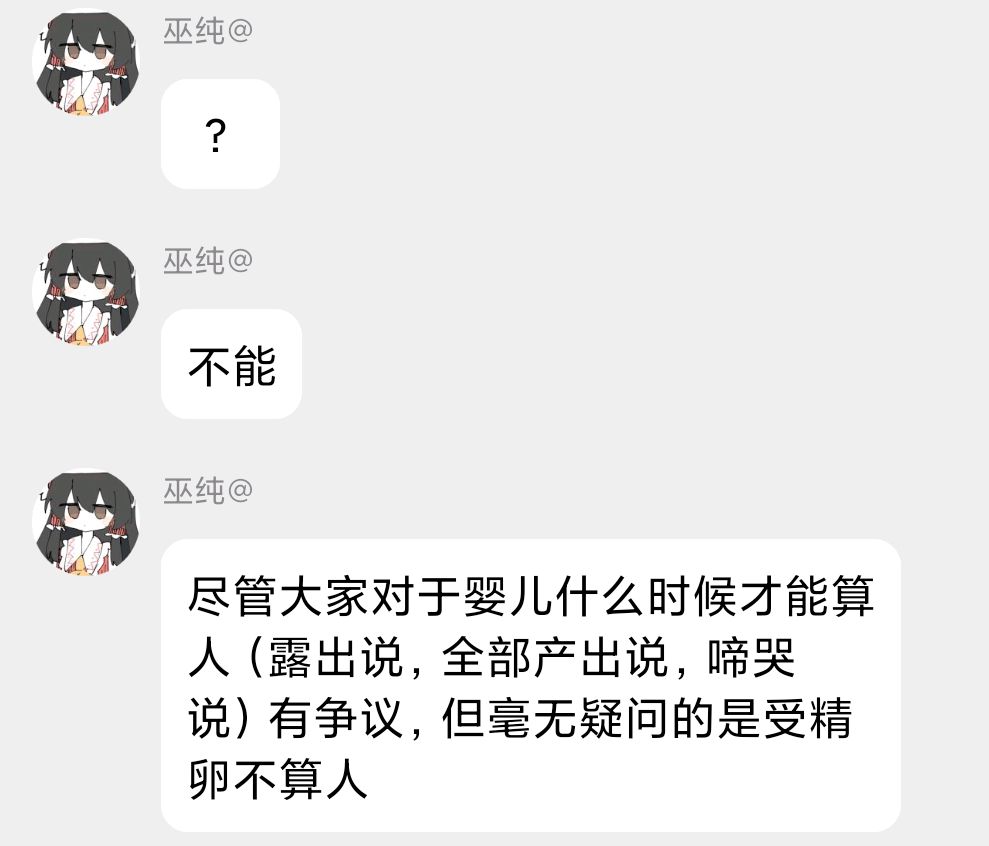 巫纯@
？
巫纯@
不能
巫纯@
尽管大家对于婴儿什么时候才能算
人（露出说，全部产出说，啼哭
说）有争议，但毫无疑问的是受精
卵不算人